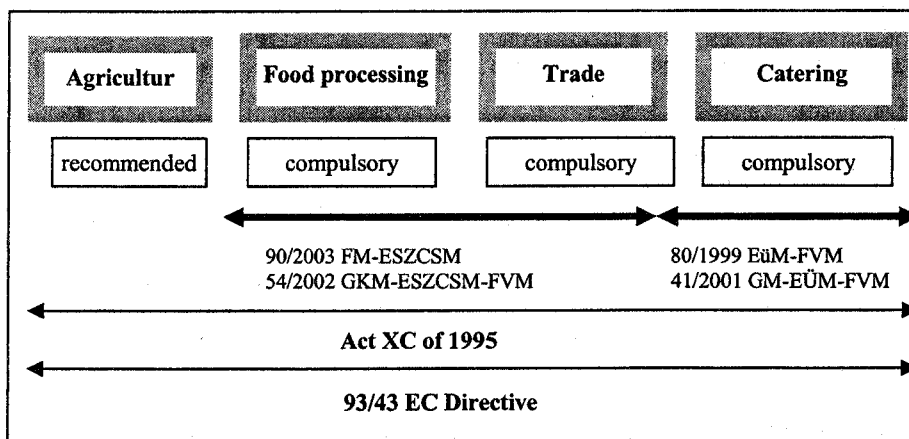 Agricultur
Food processing
Trade
Catering
recommended
compulsory
compulsory
compulsory
90/2003 FM-ESZCSM
54/2002 GKM-ESZCSM-FVM
80/1999 EüM-FVM
41/2001 GM-EÜM-FVM
Act XC of 1995
93/43 EC Directive